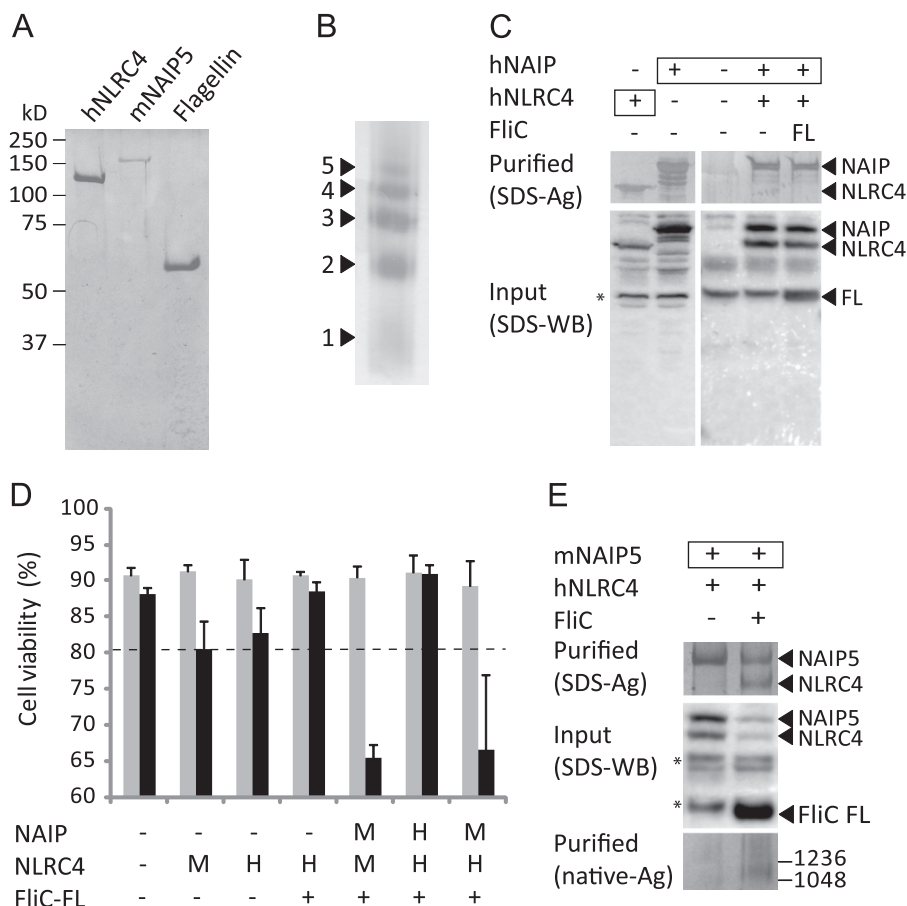 A
hNLRC4 mNAIP5 Flagellin
kD
250
150
100
75
50
37
B
5
4
3
2
1
C
hNAIP - + - + +
hNLRC4 + - - + +
FliC - - - - FL
Purified (SDS-Ag)
NAIP
NLRC4
Input (SDS-WB)
NAIP
NLRC4
* FL
D
Cell viability (%)
100
95
90
85
80
75
70
65
60
NAIP - - - - M H M
NLRC4 - M H H M H H
FliC-FL - - - + + + +
E
mNAIP5 + +
hNLRC4 + +
FliC - +
Purified (SDS-Ag)
NAIP5
NLRC4
Input (SDS-WB)
NAIP5
NLRC4
*
* FliC FL
Purified (native-Ag)
1236
1048